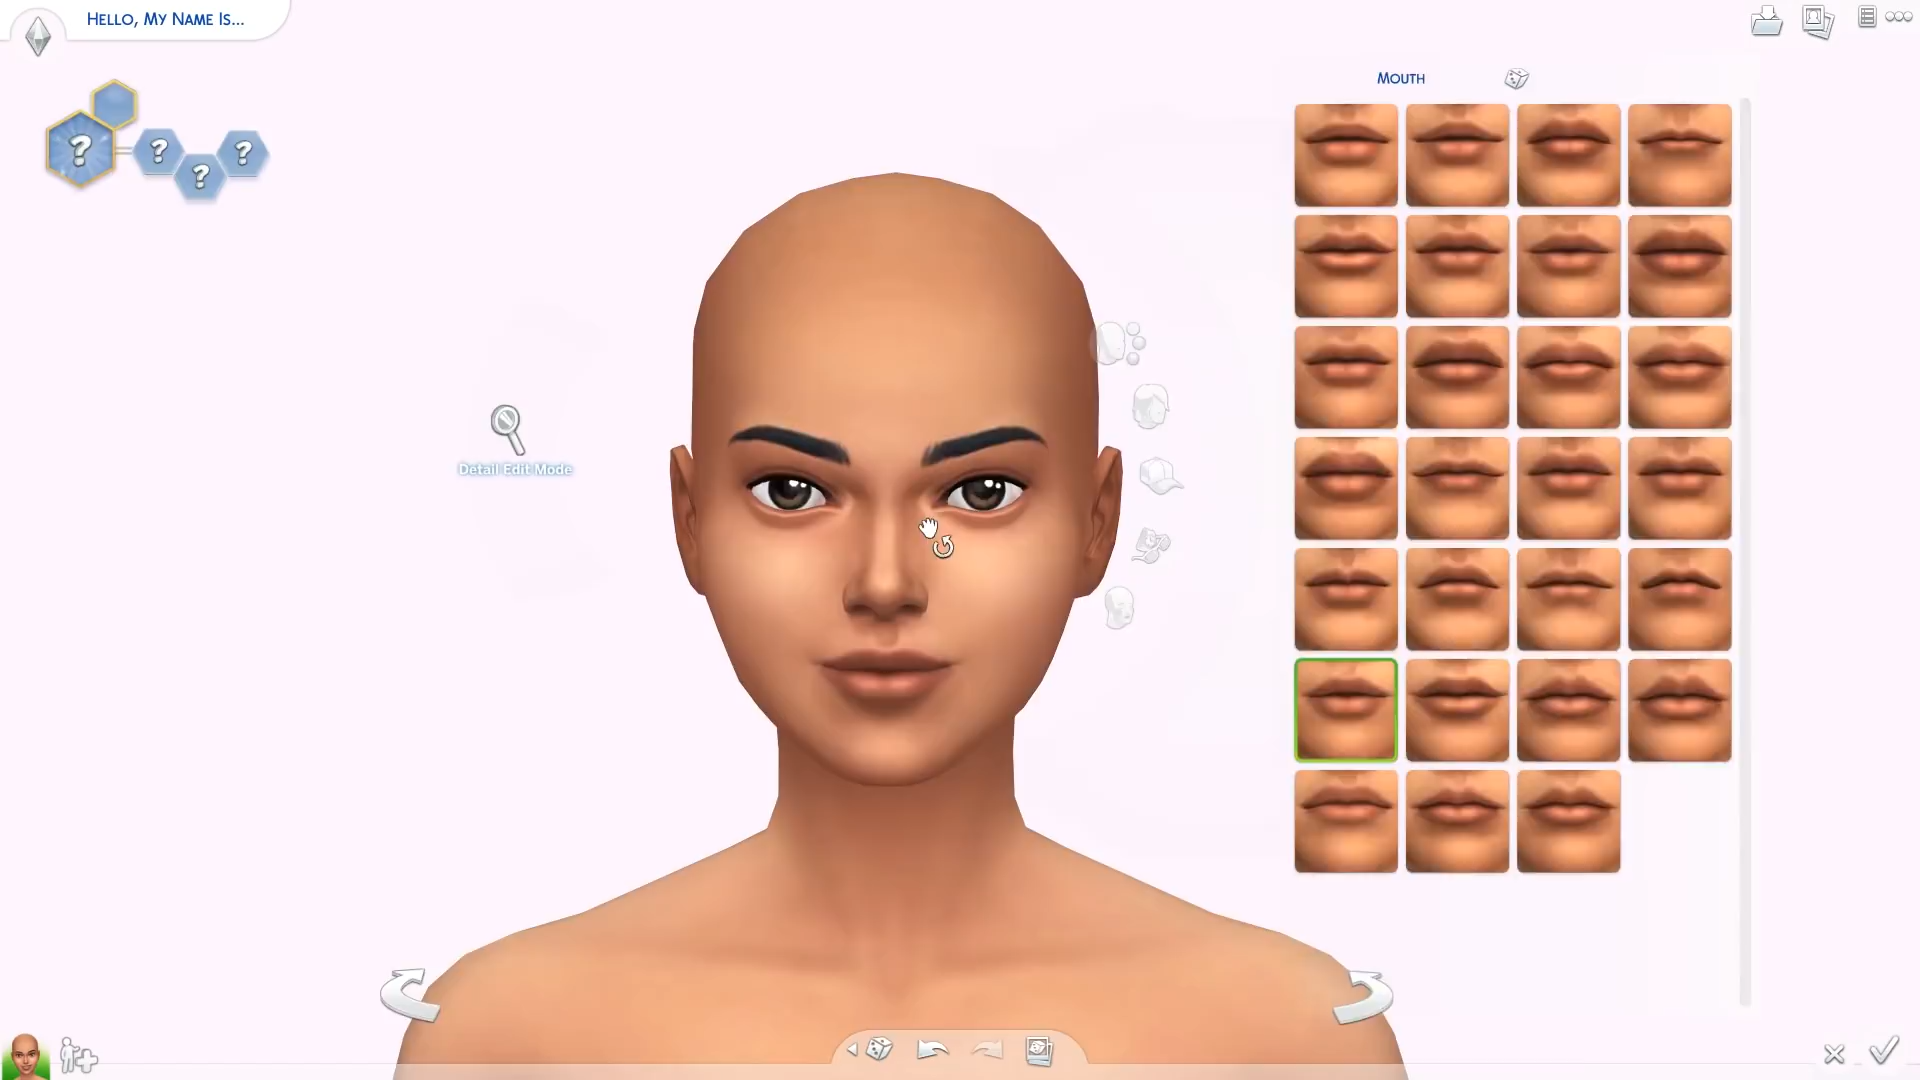 Hello, My Name Is...
Mouth
?
? ? ?
Detail Edit Mode